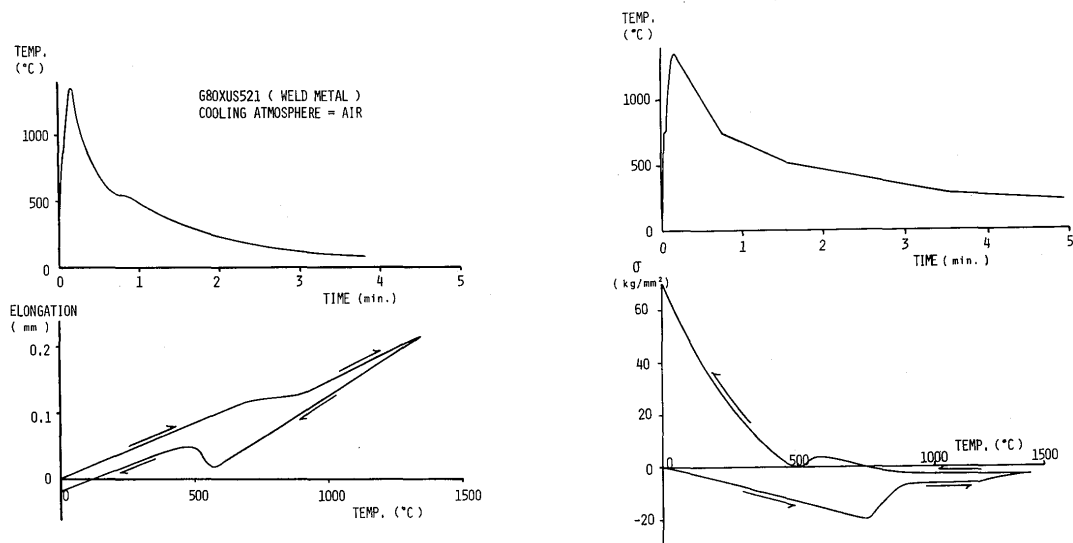 TEMP.
(°C)
G80XUS521 ( WELD METAL )
COOLING ATMOSPHERE = AIR
1000
500
0
0 1 2 3 4 5
TIME (min.)
ELONGATION
( mm )
0.2
0.1
0
0 500 1000 1500
TEMP. (°C)
TEMP.
(°C)
1000
500
0
0 1 2 3 4 5
TIME (min.)
σ
( kg/mm² )
60
40
20
0
-20
TEMP. (°C)
0 500 1000 1500